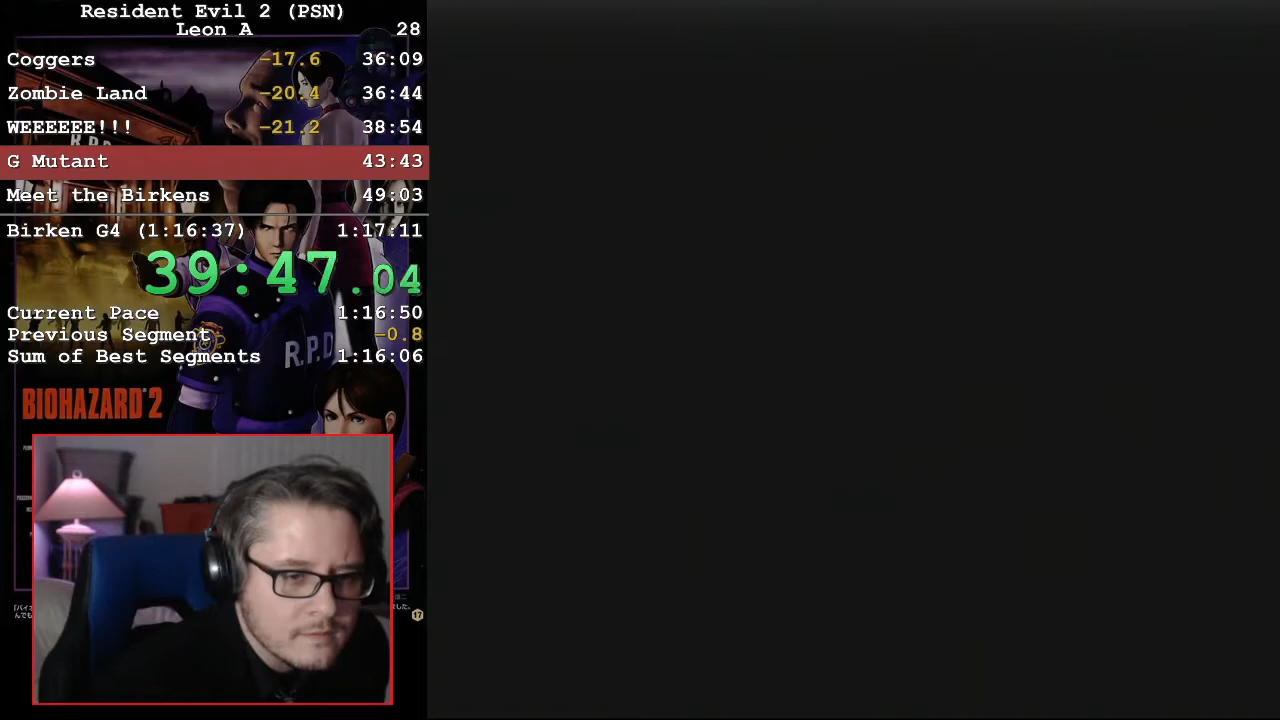 Resident Evil 2 (PSN)
Leon A 28
Coggers -17.6 36:09
Zombie Land -20.4 36:44
WEEEEEE!!! -21.2 38:54
G Mutant 43:43
Meet the Birkens 49:03
Birken G4 (1:16:37) 1:17:11
39:47.04
Current Pace 1:16:50
Previous Segment -0.8
Sum of Best Segments 1:16:06
R.P.D
BIOHAZARD 2
17